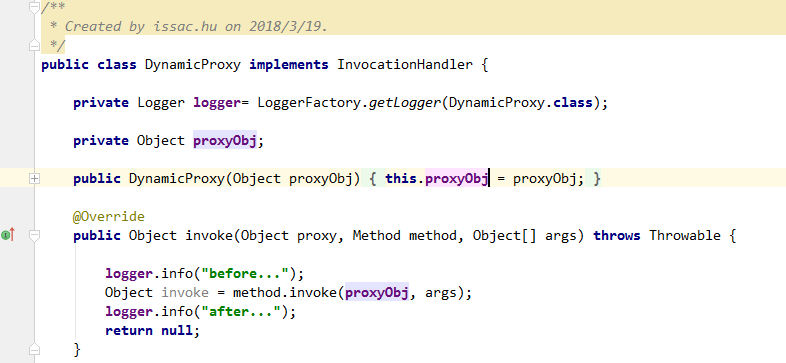 /**
 * Created by issac.hu on 2018/3/19.
 */
public class DynamicProxy implements InvocationHandler {
    private Logger logger= LoggerFactory.getLogger(DynamicProxy.class);
    private Object proxyObj;
    public DynamicProxy(Object proxyObj) { this.proxyObj = proxyObj; }
    @Override
    public Object invoke(Object proxy, Method method, Object[] args) throws Throwable {
        logger.info("before...");
        Object invoke = method.invoke(proxyObj, args);
        logger.info("after...");
        return null;
    }